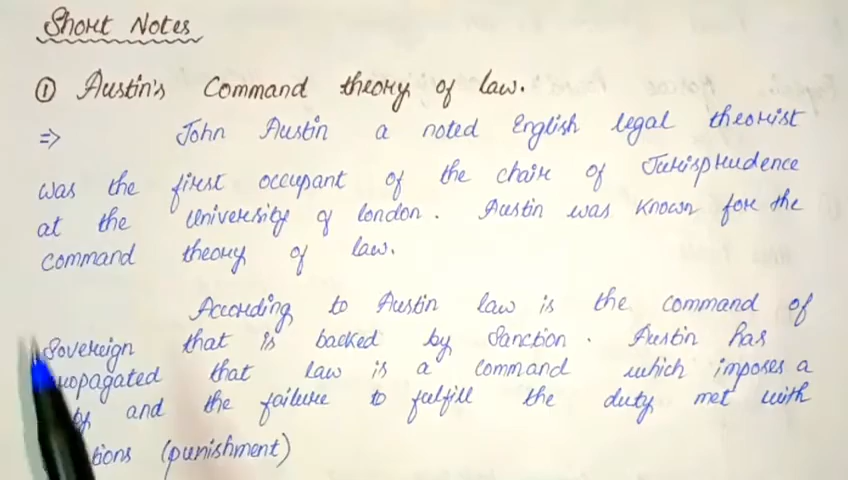 Short Notes
① Austin's Command theory of law.
⇒ John Austin a noted English legal theorist
was the first occupant of the chair of Jurisprudence
at the University of london. Austin was known for the
command theory of law.
According to Austin law is the command of
Sovereign that is backed by Sanction. Austin has
propagated that law is a command which imposes a
and the failure to fulfill the duty met with
(punishment)